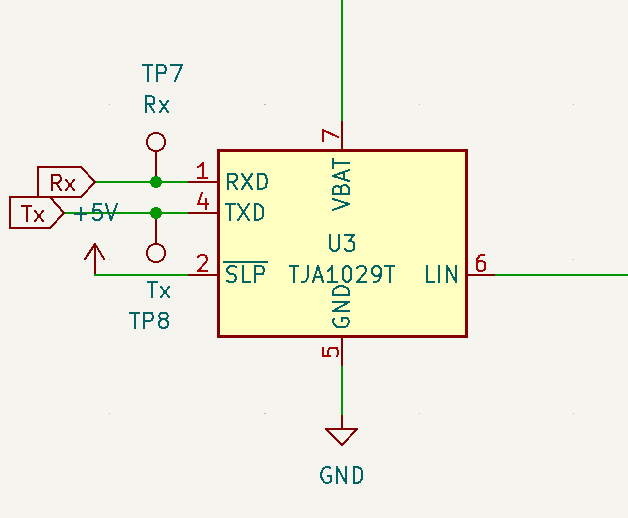 TP7
Rx
7
Rx
1
RXD
VBAT
Tx
+5V
4
TXD
U3
2
SLP
TJA1029T
LIN
6
Tx
GND
TP8
5
GND